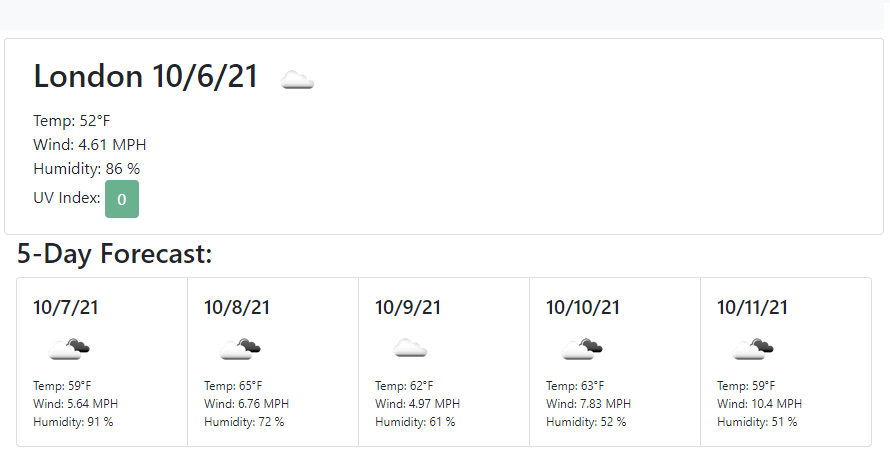 London 10/6/21
Temp: 52°F
Wind: 4.61 MPH
Humidity: 86 %
UV Index: 0
5-Day Forecast:
10/7/21
Temp: 59°F
Wind: 5.64 MPH
Humidity: 91 %
10/8/21
Temp: 65°F
Wind: 6.76 MPH
Humidity: 72 %
10/9/21
Temp: 62°F
Wind: 4.97 MPH
Humidity: 61 %
10/10/21
Temp: 63°F
Wind: 7.83 MPH
Humidity: 52 %
10/11/21
Temp: 59°F
Wind: 10.4 MPH
Humidity: 51 %